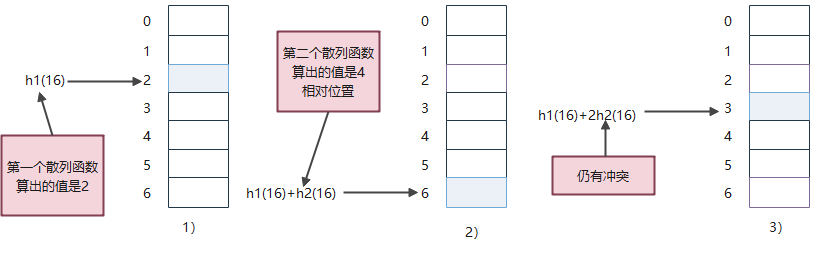 0
1
2
3
4
5
6
h1(16)
第一个散列函数
算出的值是2
1）
0
1
2
3
4
5
6
第二个散列函数
算出的值是4
相对位置
h1(16)+h2(16)
2）
0
1
2
3
4
5
6
h1(16)+2h2(16)
仍有冲突
3）